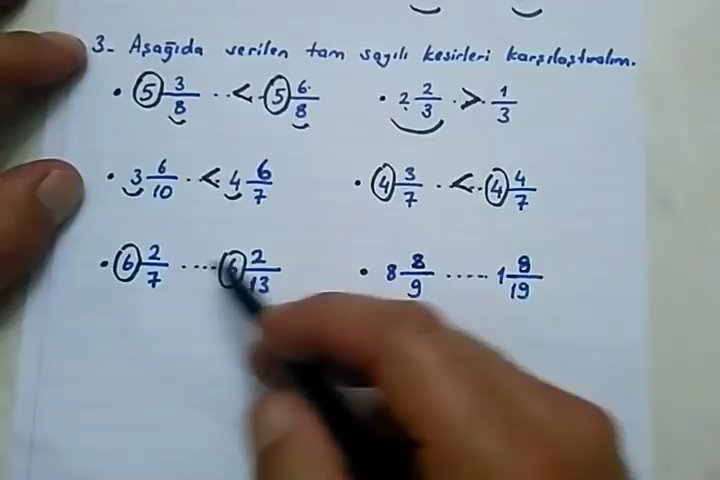 3- Aşağıda verilen tam sayılı kesirleri karşılaştıralım.
• 5 3/8 ..<. 5 6/8 • 2 2/3 .>. 1/3
• 3 6/10 .<. 4 6/7 • 4 3/7 .<.. 4 4/7
• 6 2/7 .... 6 2/13 • 8 8/9 ..... 1 8/19